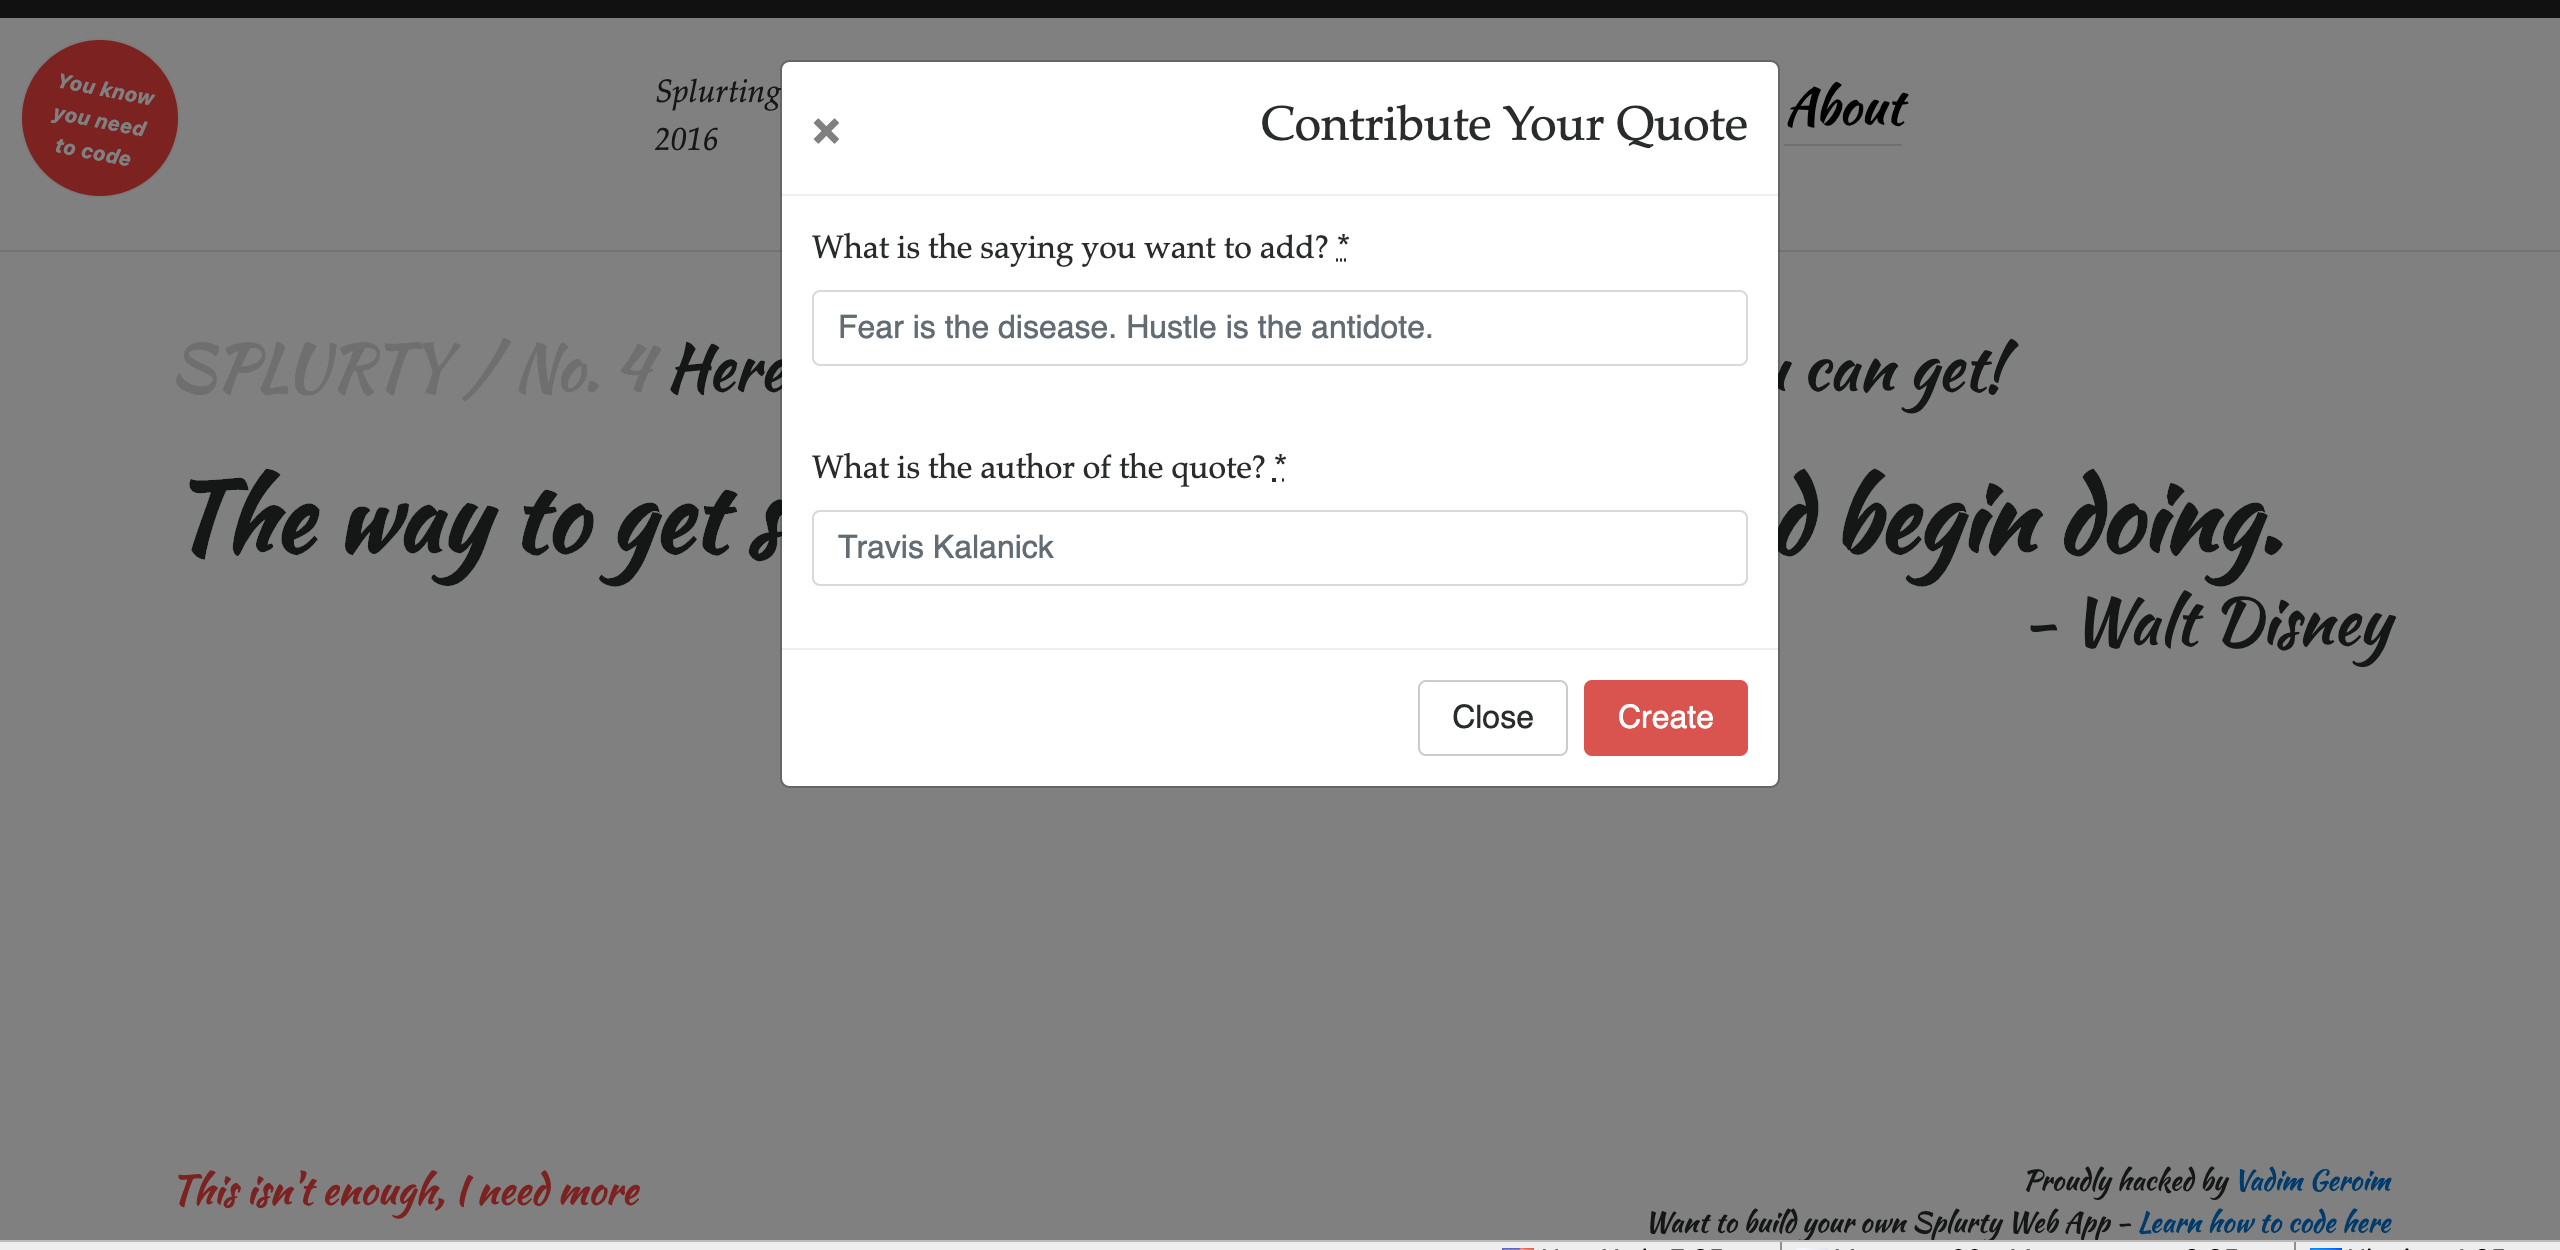 You know
you need
to code
Splurting
2016
About
Contribute Your Quote
What is the saying you want to add? *
Fear is the disease. Hustle is the antidote.
What is the author of the quote? *
Travis Kalanick
Close
Create
SPLURTY / No. 4 Here can get!
The way to get begin doing.
- Walt Disney
This isn't enough, I need more
Proudly hacked by Vadim Geroim
Want to build your own Splurty Web App - Learn how to code here